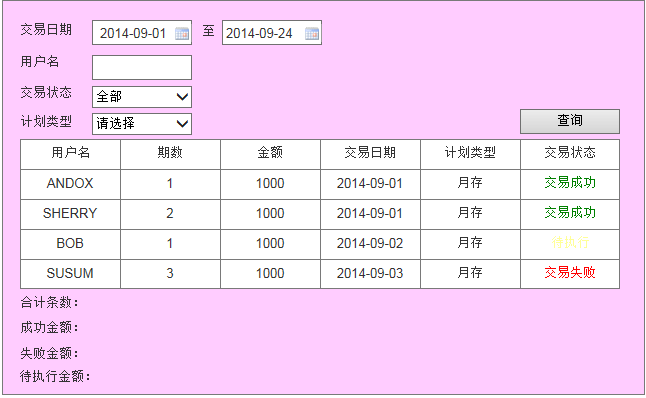 交易日期 2014-09-01 至 2014-09-24
用户名
交易状态 全部
计划类型 请选择
查询
用户名 期数 金额 交易日期 计划类型 交易状态
ANDOX 1 1000 2014-09-01 月存 交易成功
SHERRY 2 1000 2014-09-01 月存 交易成功
BOB 1 1000 2014-09-02 月存 待执行
SUSUM 3 1000 2014-09-03 月存 交易失败
合计条数：
成功金额：
失败金额：
待执行金额：